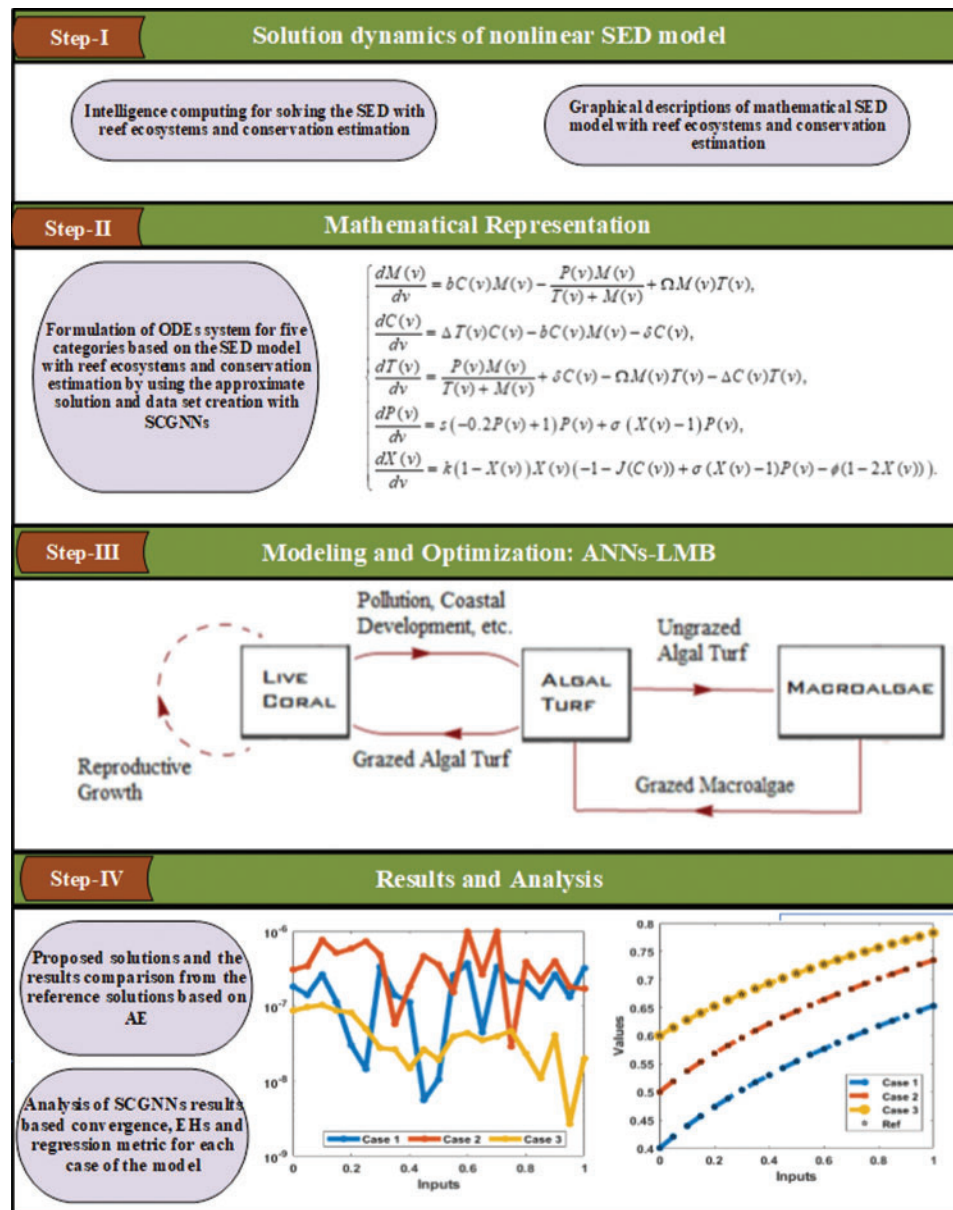 Step-I
Solution dynamics of nonlinear SED model
Intelligence computing for solving the SED with
reef ecosystems and conservation estimation
Graphical descriptions of mathematical SED
model with reef ecosystems and conservation
estimation
Step-II
Mathematical Representation
Formulation of ODEs system for five
categories based on the SED model
with reef ecosystems and conservation
estimation by using the approximate
solution and data set creation with
SCGNNs
dM(v)/dv = bC(v)M(v) − P(v)M(v)/(T(v) + M(v)) + ΩM(v)T(v),
dC(v)/dv = ΔT(v)C(v) − bC(v)M(v) − δC(v),
dT(v)/dv = P(v)M(v)/(T(v) + M(v)) + δC(v) − ΩM(v)T(v) − ΔC(v)T(v),
dP(v)/dv = s(−0.2P(v) + 1)P(v) + σ(X(v) − 1)P(v),
dX(v)/dv = k(1 − X(v))X(v)(−1 − J(C(v)) + σ(X(v) − 1)P(v) − ϕ(1 − 2X(v))).
Step-III
Modeling and Optimization: ANNs-LMB
Pollution, Coastal
Development, etc.
Ungrazed
Algal Turf
LIVE
CORAL
ALGAL
TURF
MACROALGAE
Grazed Algal Turf
Reproductive
Growth
Grazed Macroalgae
Step-IV
Results and Analysis
Proposed solutions and the
results comparison from the
reference solutions based on
AE
Analysis of SCGNNs results
based convergence, EHs and
regression metric for each
case of the model
10^-6
10^-7
10^-8
10^-9
Case 1 Case 2 Case 3
0 0.2 0.4 0.6 0.8 1
Inputs
0.8
0.75
0.7
0.65
0.6
0.55
0.5
0.45
0.4
Values
Case 1
Case 2
Case 3
Ref
0 0.2 0.4 0.6 0.8 1
Inputs